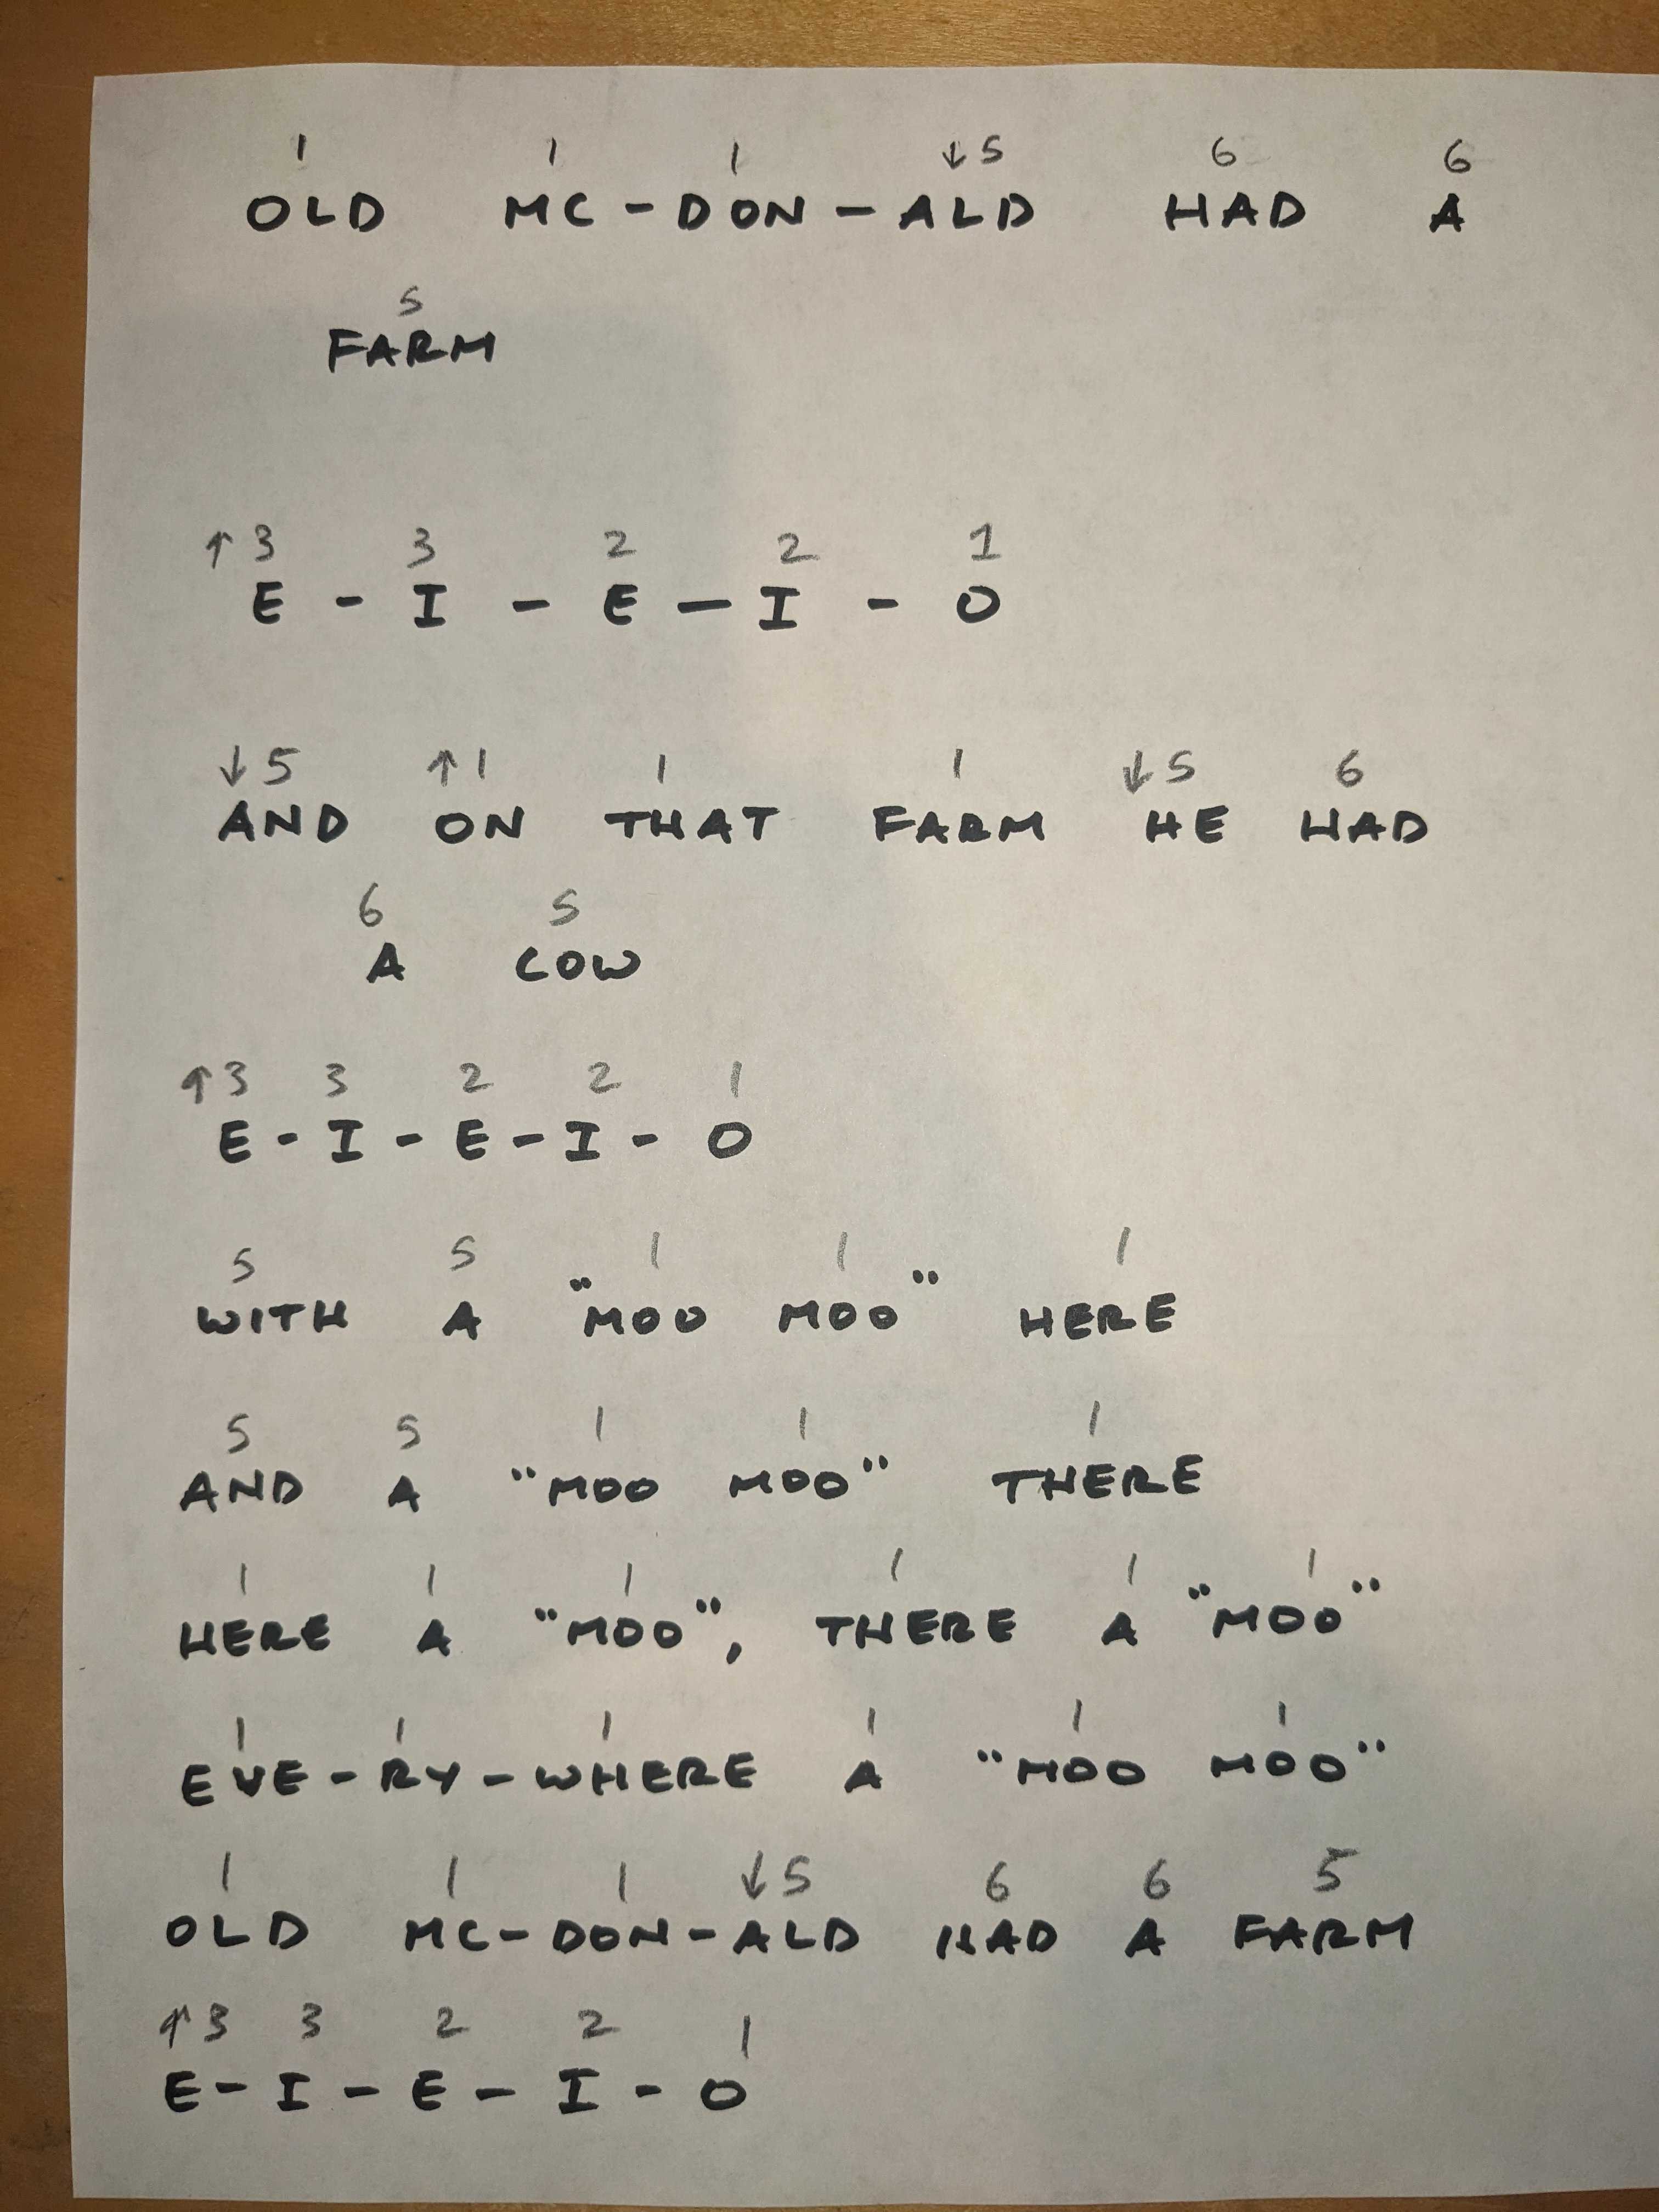 1 1 1 ↓5 6 6
OLD MC-DON-ALD HAD A
5
FARM
↑3 3 2 2 1
E-I-E-I-O
↓5 ↑1 1 1 ↓5 6
AND ON THAT FARM HE HAD
6 5
A COW
↑3 3 2 2 1
E-I-E-I-O
5 5 1 1 1
WITH A "MOO MOO" HERE
5 5 1 1 1
AND A "MOO MOO" THERE
1 1 1 1 1 1
HERE A "MOO", THERE A "MOO"
1 1 1 1 1 1
EVE-RY-WHERE A "MOO MOO"
1 1 1 ↓5 6 6 5
OLD MC-DON-ALD HAD A FARM
↑3 3 2 2 1
E-I-E-I-O